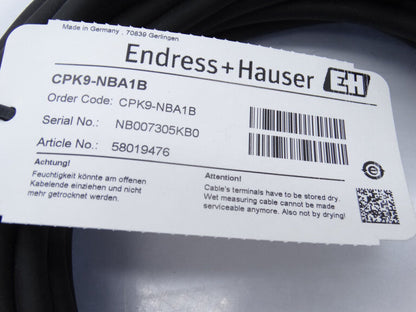 Made in Germany , 70839 Gerlingen
Endress+Hauser
EH
CPK9-NBA1B
Order Code: CPK9-NBA1B
Serial No.: NB007305KB0
Article No.: 58019476
Achtung!
Feuchtigkeit könnte am offenen
Kabelende einziehen und nicht
mehr getrocknet werden.
Attention!
Cable's terminals have to be stored dry.
Wet measuring cable cannot be made
serviceable anymore. Also not by drying!